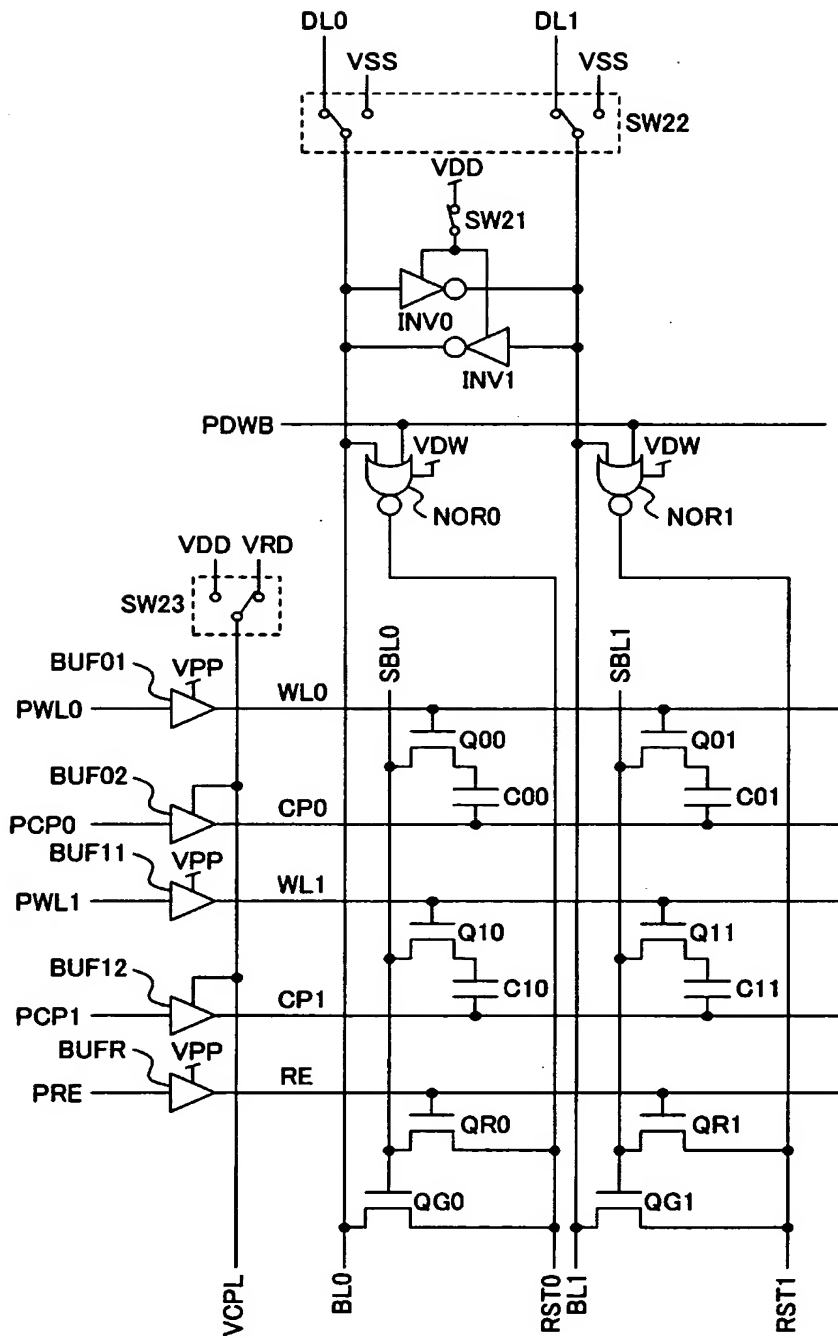 DL0
DL1
VSS
VSS
SW22
VDD
SW21
INV0
INV1
PDWB
VDW
VDW
NOR0
NOR1
VDD VRD
SW23
SBL0
SBL1
BUF01
VPP
PWL0
WL0
Q00
Q01
BUF02
C00
C01
PCP0
CP0
BUF11
VPP
PWL1
WL1
Q10
Q11
BUF12
C10
C11
PCP1
CP1
BUFR
VPP
PRE
RE
QR0
QR1
QG0
QG1
VCPL
BL0
RST0
BL1
RST1